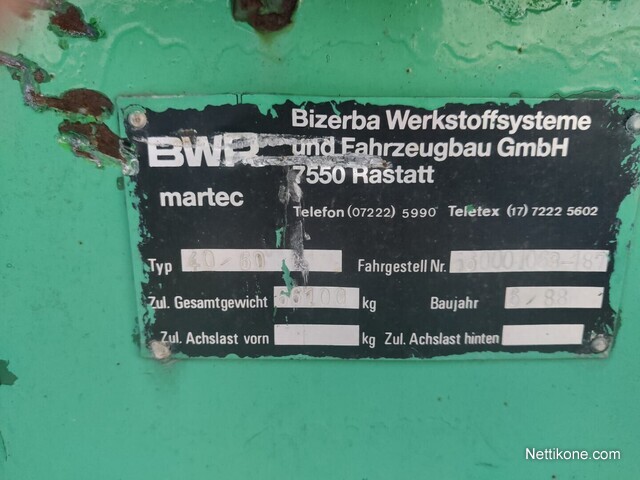 Bizerba Werkstoffsysteme
BWR und Fahrzeugbau GmbH
7550 Rastatt
martec
Telefon (07222) 5990 Teletex (17) 7222 5602
Typ Fahrgestell Nr.
Zul. Gesamtgewicht kg Baujahr 88
Zul. Achslast vorn kg Zul. Achslast hinten
Nettikone.com